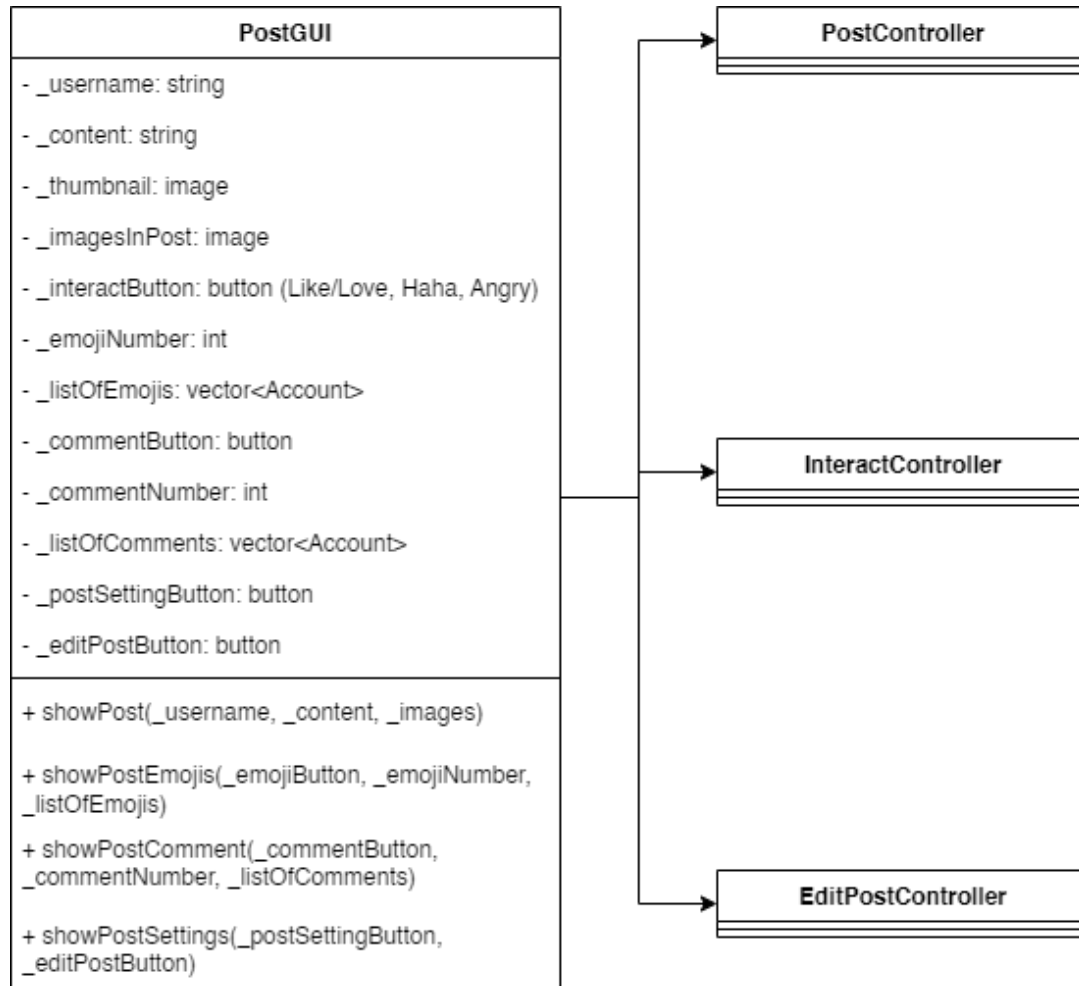 PostGUI
- _username: string
- _content: string
- _thumbnail: image
- _imagesInPost: image
- _interactButton: button (Like/Love, Haha, Angry)
- _emojiNumber: int
- _listOfEmojis: vector<Account>
- _commentButton: button
- _commentNumber: int
- _listOfComments: vector<Account>
- _postSettingButton: button
- _editPostButton: button
+ showPost(_username, _content, _images)
+ showPostEmojis(_emojiButton, _emojiNumber,
_listOfEmojis)
+ showPostComment(_commentButton,
_commentNumber, _listOfComments)
+ showPostSettings(_postSettingButton,
_editPostButton)
PostController
InteractController
EditPostController